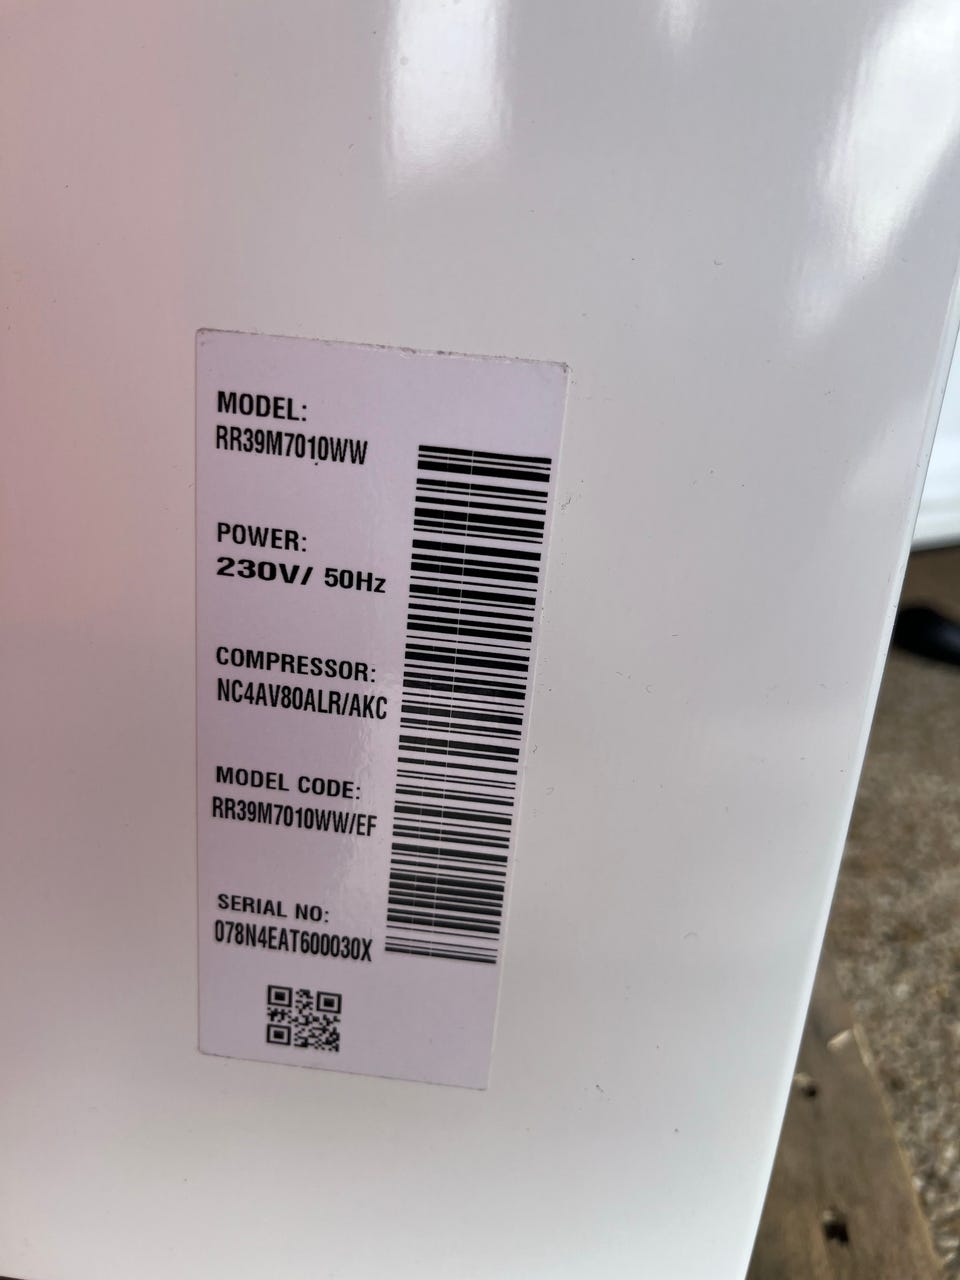 MODEL:
RR39M7010WW
POWER:
230V/ 50Hz
COMPRESSOR:
NC4AV80ALR/AKC
MODEL CODE:
RR39M7010WW/EF
SERIAL NO:
078N4EAT600030X